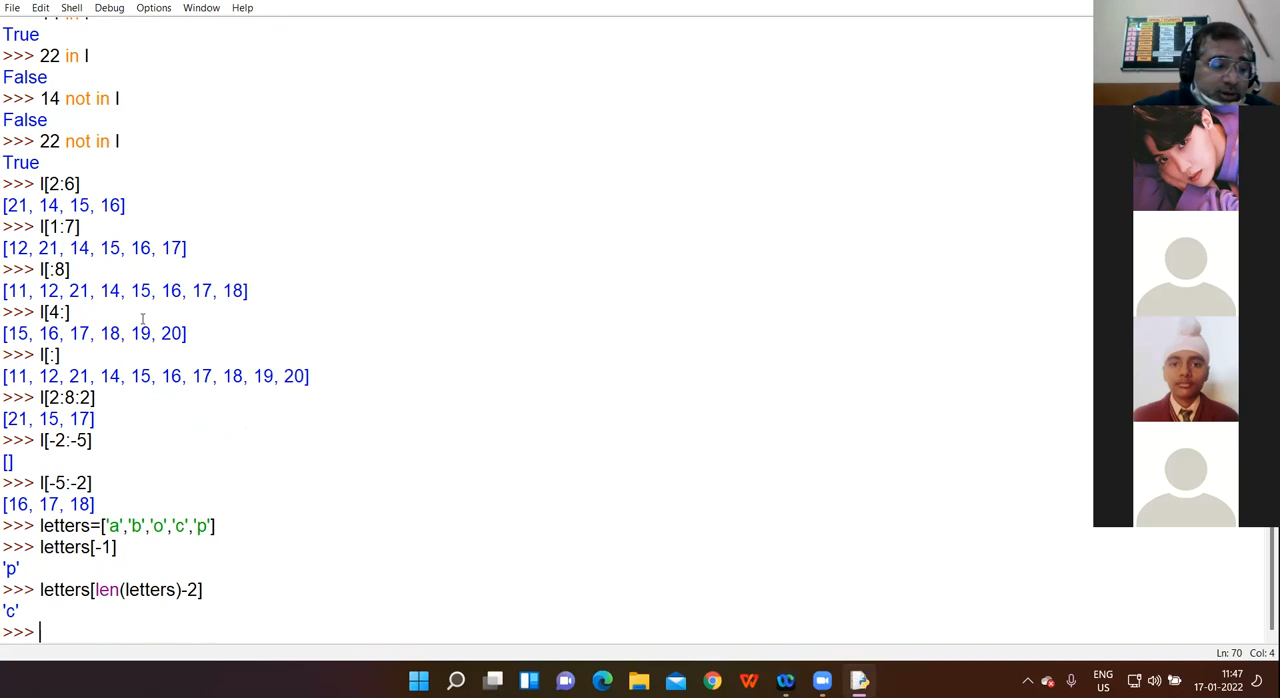 File Edit Shell Debug Options Window Help
True
>>> 22 in l
False
>>> 14 not in l
False
>>> 22 not in l
True
>>> l[2:6]
[21, 14, 15, 16]
>>> l[1:7]
[12, 21, 14, 15, 16, 17]
>>> l[:8]
[11, 12, 21, 14, 15, 16, 17, 18]
>>> l[4:]
[15, 16, 17, 18, 19, 20]
>>> l[:]
[11, 12, 21, 14, 15, 16, 17, 18, 19, 20]
>>> l[2:8:2]
[21, 15, 17]
>>> l[-2:-5]
[]
>>> l[-5:-2]
[16, 17, 18]
>>> letters=['a','b','o','c','p']
>>> letters[-1]
'p'
>>> letters[len(letters)-2]
'c'
>>>
Ln: 70 Col: 4
ENG
US
11:47
17-01-2022